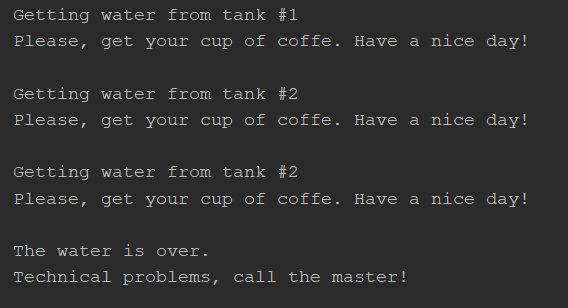 Getting water from tank #1
Please, get your cup of coffe. Have a nice day!
Getting water from tank #2
Please, get your cup of coffe. Have a nice day!
Getting water from tank #2
Please, get your cup of coffe. Have a nice day!
The water is over.
Technical problems, call the master!